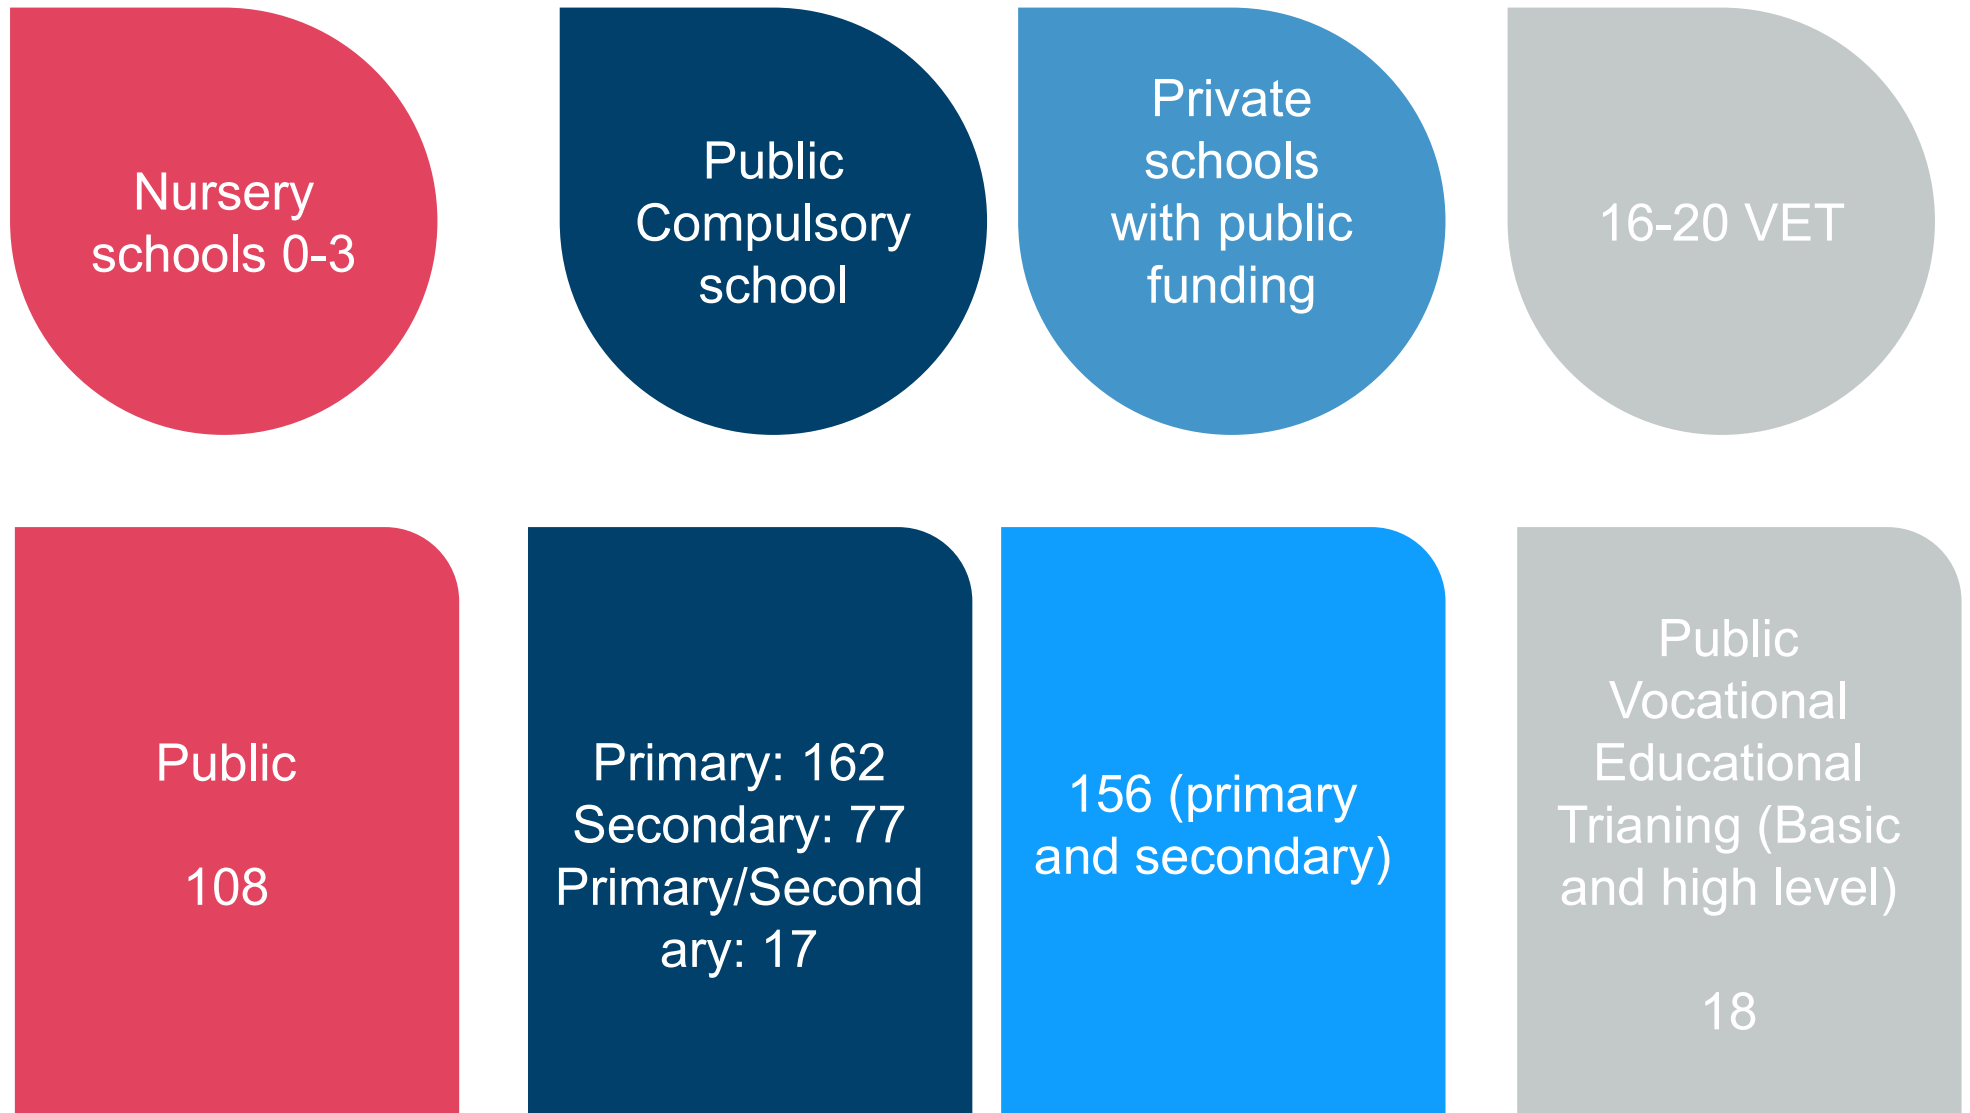 Nursery
schools 0-3
Public
Compulsory
school
Private
schools
with public
funding
16-20 VET
Public
108
Primary: 162
Secondary: 77
Primary/Second
ary: 17
156 (primary
and secondary)
Public
Vocational
Educational
Trianing (Basic
and high level)
18